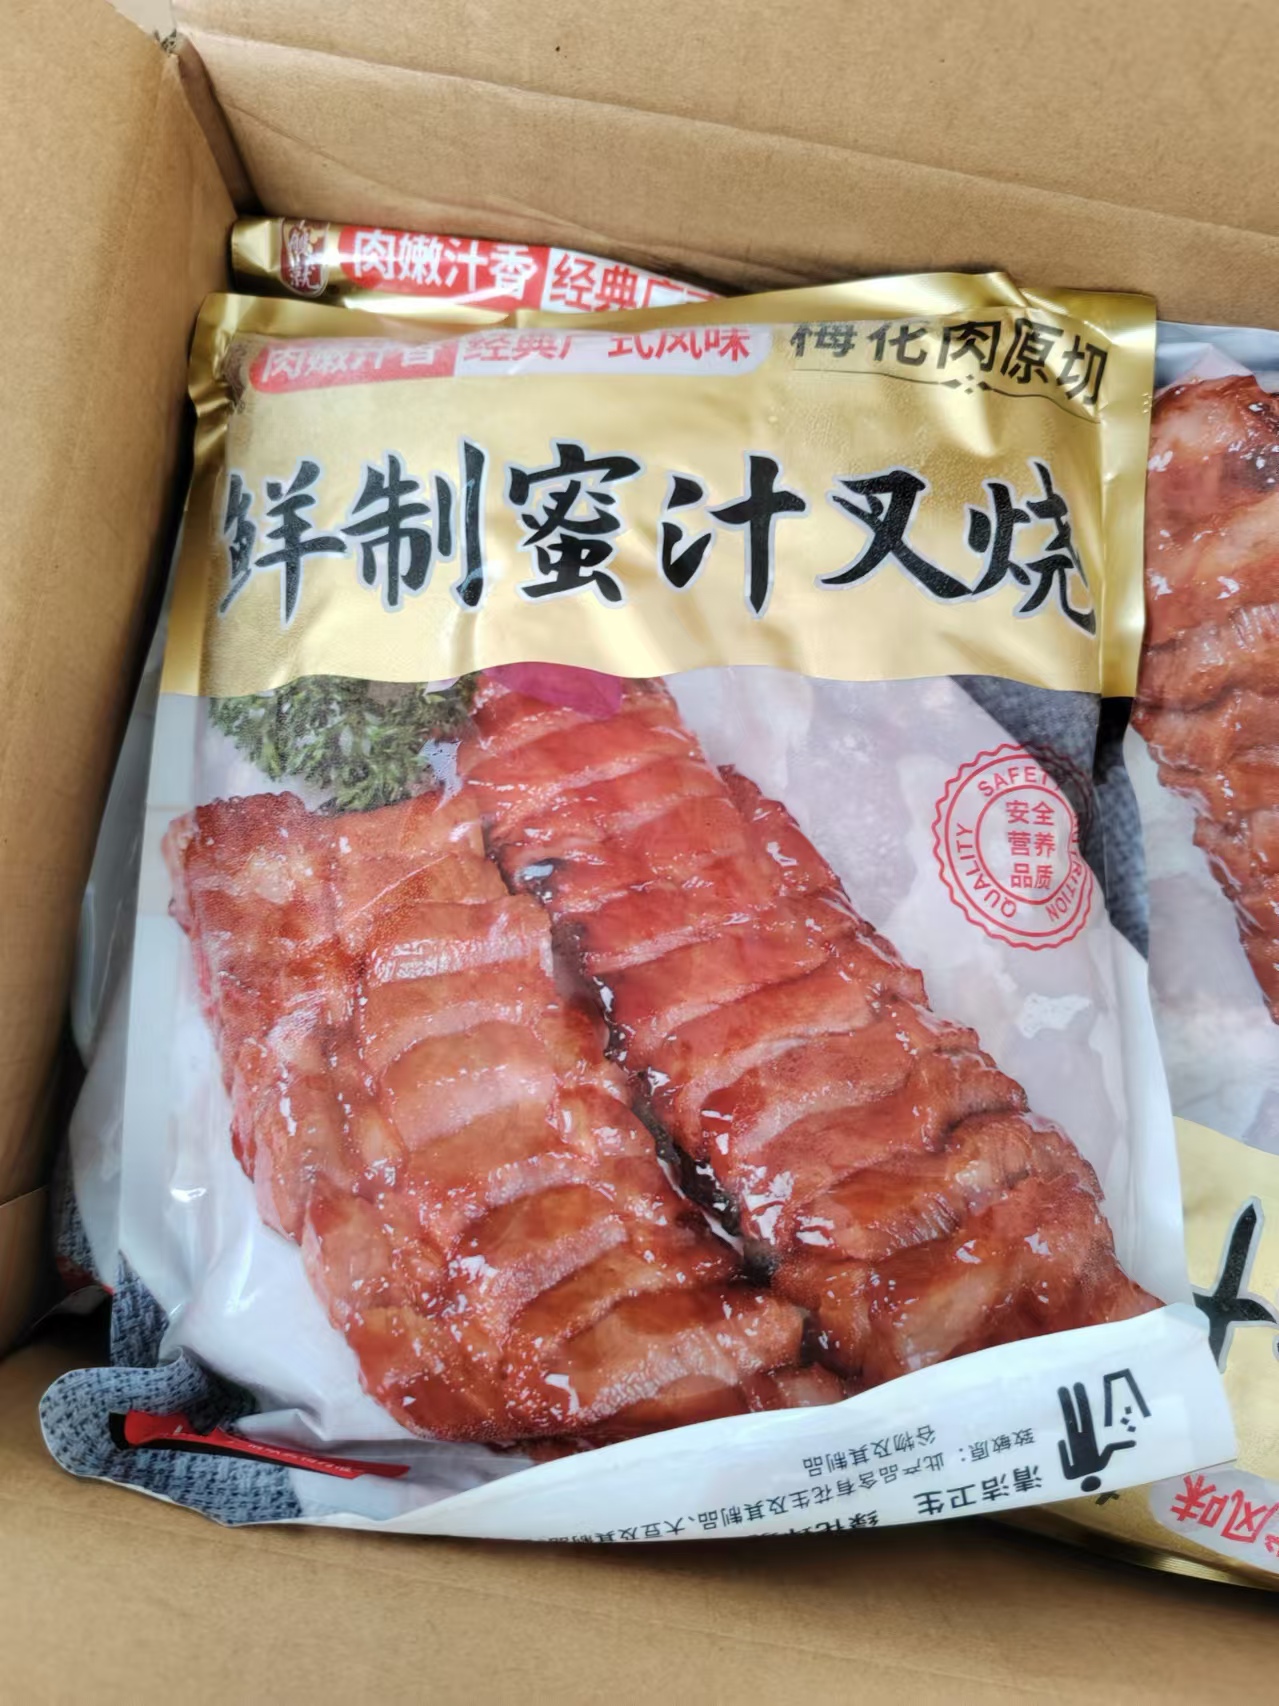 肉嫩汁香 经典广
肉嫩汁香 经典广式风味
梅花肉原切
鲜制蜜汁叉烧
SAFETY NUTRITION QUALITY
安全
营养
品质
清洁卫生
致敏原：此产品含有花生及其制品、大豆及其制品
谷物及其制品
风味